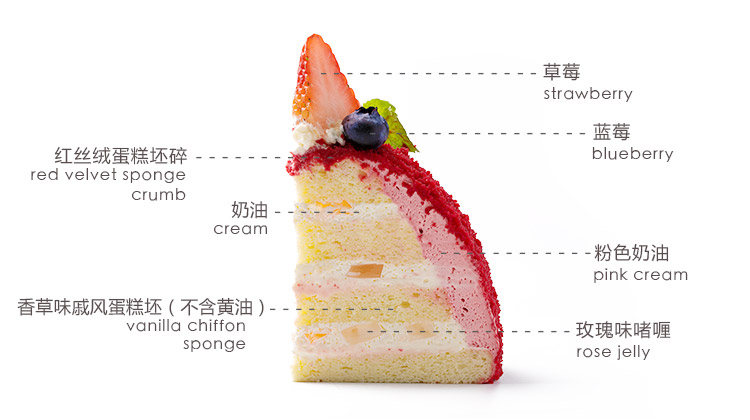 草莓
strawberry
蓝莓
blueberry
红丝绒蛋糕坯碎
red velvet sponge
crumb
奶油
cream
粉色奶油
pink cream
香草味戚风蛋糕坯（不含黄油）
vanilla chiffon
sponge
玫瑰味啫喱
rose jelly